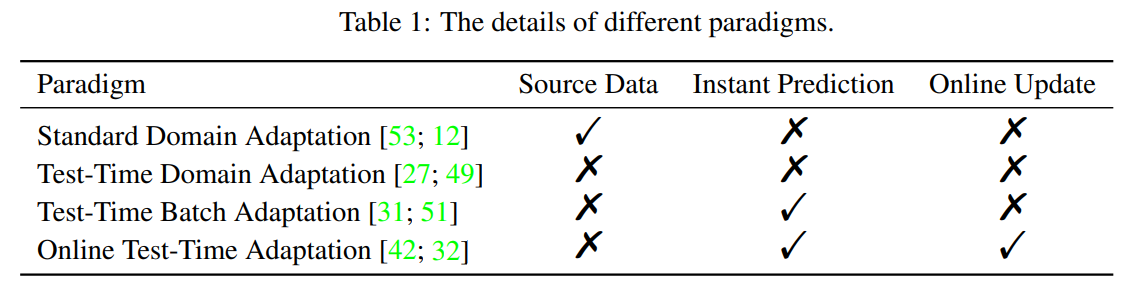 Table 1: The details of different paradigms.
Paradigm Source Data Instant Prediction Online Update
Standard Domain Adaptation [53; 12] ✓ ✗ ✗
Test-Time Domain Adaptation [27; 49] ✗ ✗ ✗
Test-Time Batch Adaptation [31; 51] ✗ ✓ ✗
Online Test-Time Adaptation [42; 32] ✗ ✓ ✓